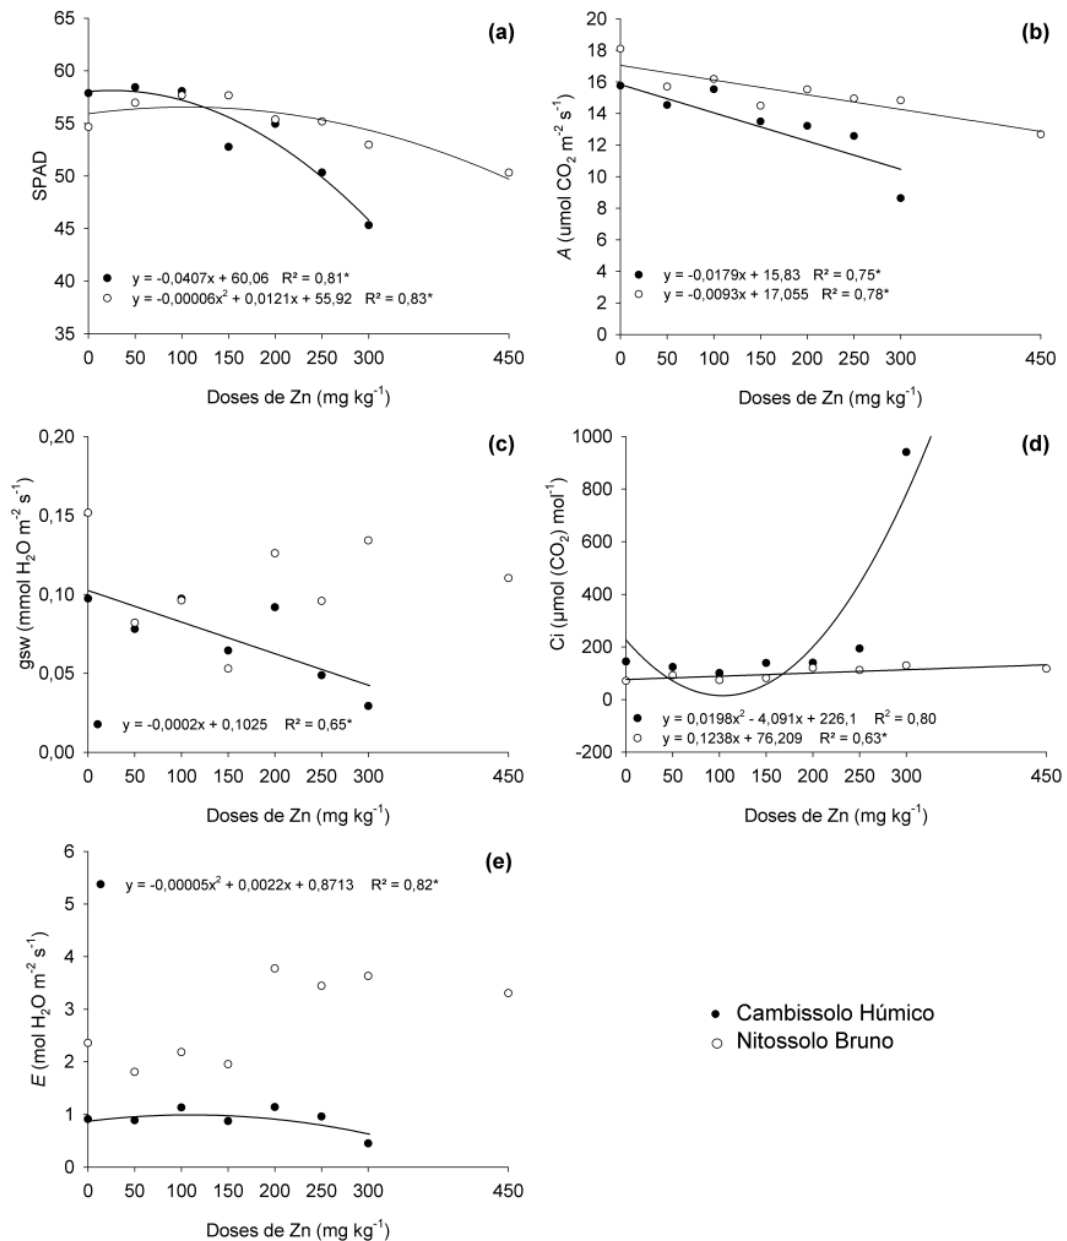 (a)
65
60
55
50
45
40
35
SPAD
y = -0,0407x + 60,06 R² = 0,81*
y = -0,00006x² + 0,0121x + 55,92 R² = 0,83*
0 50 100 150 200 250 300 450
Doses de Zn (mg kg⁻¹)
(b)
20
18
16
14
12
10
8
6
4
2
0
A (umol CO₂ m⁻² s⁻¹)
y = -0,0179x + 15,83 R² = 0,75*
y = -0,0093x + 17,055 R² = 0,78*
0 50 100 150 200 250 300 450
Doses de Zn (mg kg⁻¹)
(c)
0,20
0,15
0,10
0,05
0,00
gsw (mmol H₂O m⁻² s⁻¹)
y = -0,0002x + 0,1025 R² = 0,65*
0 50 100 150 200 250 300 450
Doses de Zn (mg kg⁻¹)
(d)
1000
800
600
400
200
0
-200
Ci (µmol (CO₂) mol⁻¹)
y = 0,0198x² - 4,091x + 226,1 R² = 0,80
y = 0,1238x + 76,209 R² = 0,63*
0 50 100 150 200 250 300 450
Doses de Zn (mg kg⁻¹)
(e)
6
5
4
3
2
1
0
E (mol H₂O m⁻² s⁻¹)
y = -0,00005x² + 0,0022x + 0,8713 R² = 0,82*
0 50 100 150 200 250 300 450
Doses de Zn (mg kg⁻¹)
Cambissolo Húmico
Nitossolo Bruno